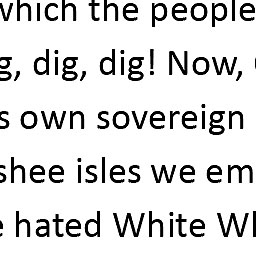 which the people
g, dig, dig! Now,
s own sovereign
shee isles we em
e hated White Wh